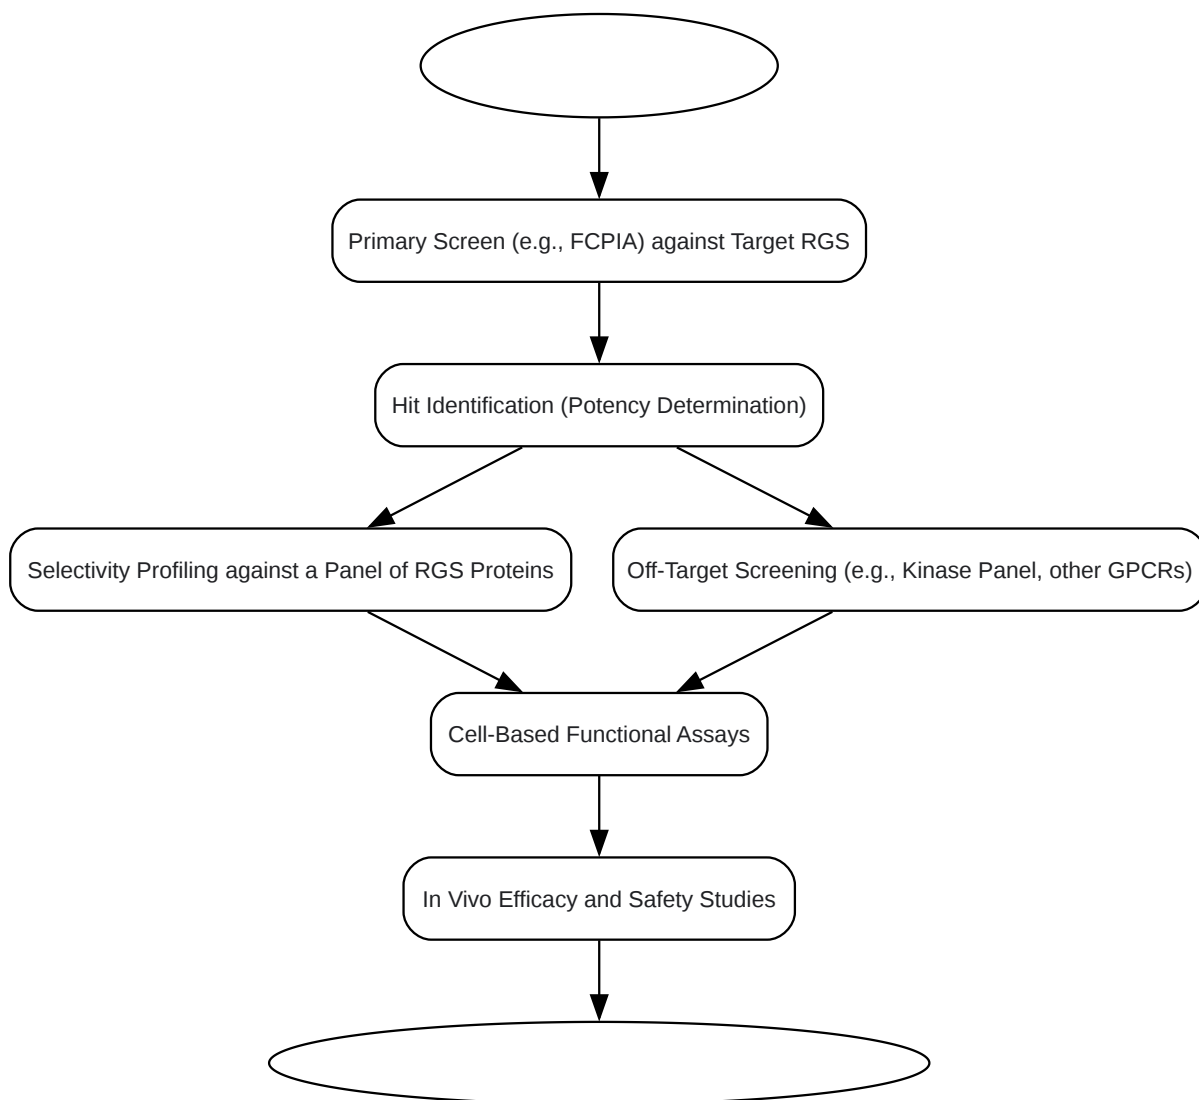 Primary Screen (e.g., FCPIA) against Target RGS
Hit Identification (Potency Determination)
Selectivity Profiling against a Panel of RGS Proteins
Off-Target Screening (e.g., Kinase Panel, other GPCRs)
Cell-Based Functional Assays
In Vivo Efficacy and Safety Studies